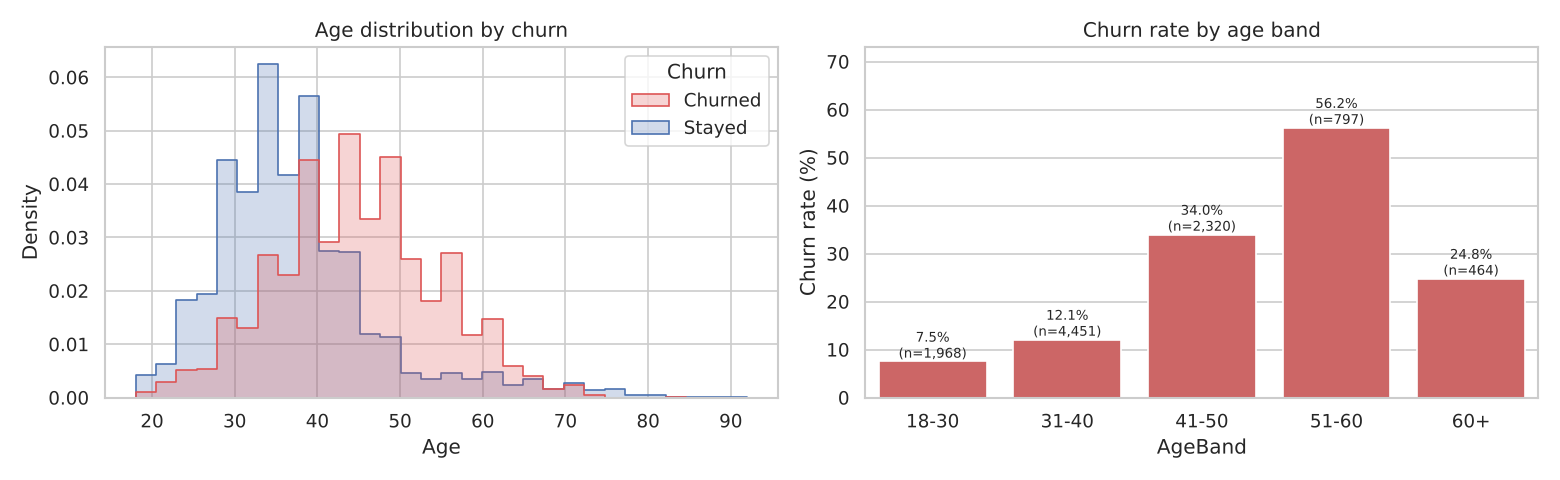 Age distribution by churn
Density
0.06
0.05
0.04
0.03
0.02
0.01
0.00
Churn
Churned
Stayed
20 30 40 50 60 70 80 90
Age
Churn rate by age band
Churn rate (%)
70
60
50
40
30
20
10
0
7.5%
(n=1,968)
12.1%
(n=4,451)
34.0%
(n=2,320)
56.2%
(n=797)
24.8%
(n=464)
18-30 31-40 41-50 51-60 60+
AgeBand